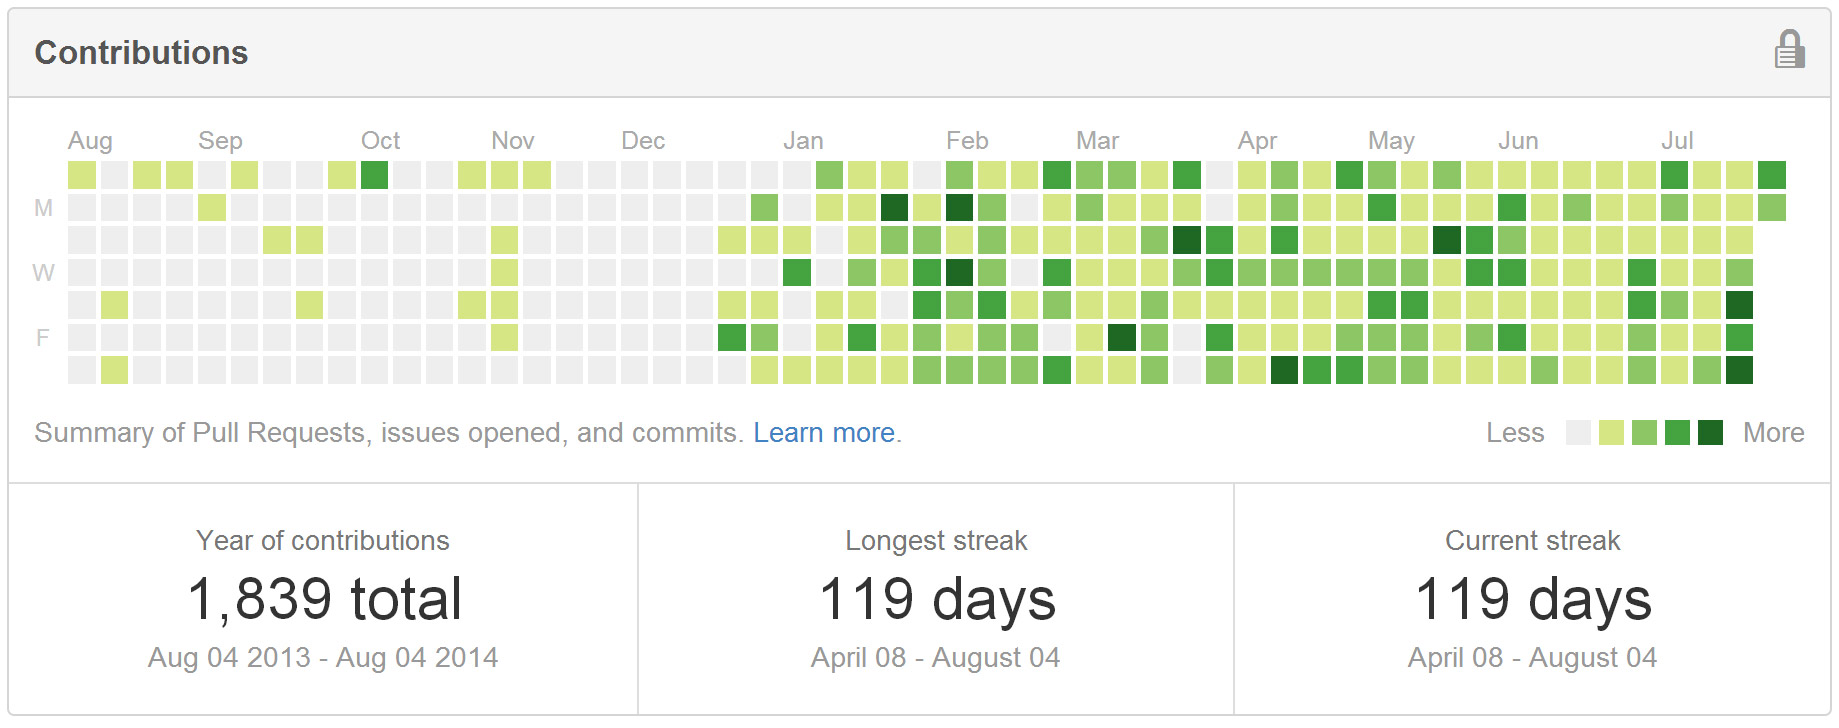 Contributions
Aug Sep Oct Nov Dec Jan Feb Mar Apr May Jun Jul
M
W
F
Summary of Pull Requests, issues opened, and commits. Learn more. Less More
Year of contributions Longest streak Current streak
1,839 total 119 days 119 days
Aug 04 2013 - Aug 04 2014 April 08 - August 04 April 08 - August 04